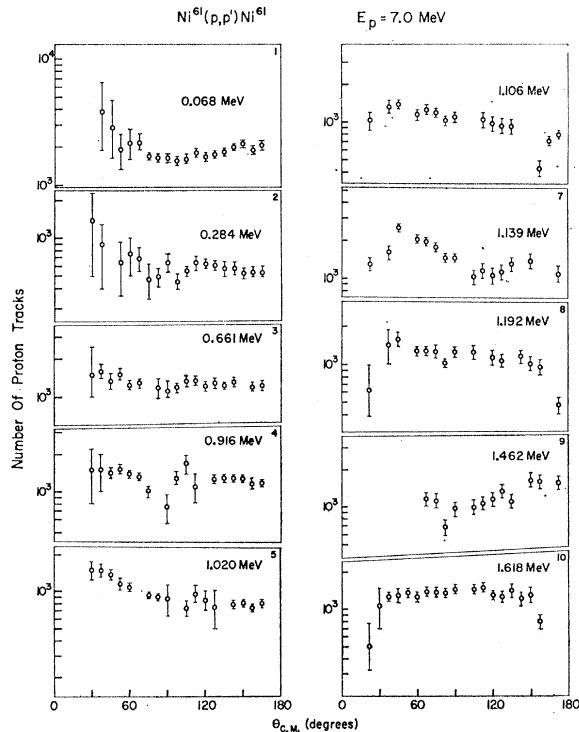 Ni⁶¹(p,p')Ni⁶¹ E_p = 7.0 MeV
Number Of Proton Tracks
10⁴
1
0.068 MeV
10³
2
10³
0.284 MeV
3
0.661 MeV
10³
4
0.916 MeV
10³
5
1.020 MeV
10³
0 60 120 180
1.106 MeV
10³
7
1.139 MeV
10³
8
1.192 MeV
10³
9
1.462 MeV
10³
10
1.618 MeV
10³
0 60 120 180
θ_C.M. (degrees)